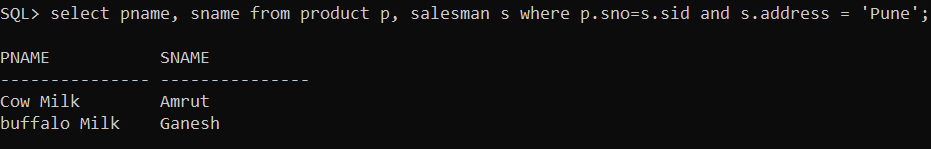 SQL> select pname, sname from product p, salesman s where p.sno=s.sid and s.address = 'Pune';
PNAME           SNAME
--------------- ---------------
Cow Milk        Amrut
buffalo Milk    Ganesh